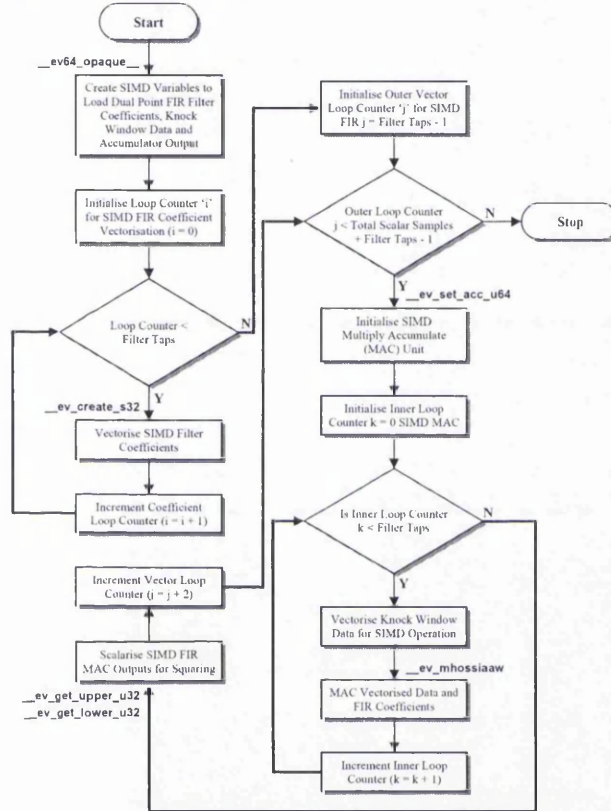 Start
__ev64_opaque__
Create SIMD Variables to
Load Dual Point FIR Filter
Coefficients, Knock
Window Data and
Accumulator Output
Initialise Loop Counter ‘i’
for SIMD FIR Coefficient
Vectorisation (i = 0)
Loop Counter <
Filter Taps
N
Y
__ev_create_s32
Vectorise SIMD Filter
Coefficients
Increment Coefficient
Loop Counter (i = i + 1)
Initialise Outer Vector
Loop Counter ‘j’ for SIMD
FIR j = Filter Taps - 1
Outer Loop Counter
j < Total Scalar Samples
+ Filter Taps - 1
N
Stop
Y
__ev_set_acc_u64
Initialise SIMD
Multiply Accumulate
(MAC) Unit
Initialise Inner Loop
Counter k = 0 SIMD MAC
Is Inner Loop Counter
k < Filter Taps
N
Y
Vectorise Knock Window
Data for SIMD Operation
__ev_mhossiaaw
MAC Vectorised Data and
FIR Coefficients
Increment Inner Loop
Counter (k = k + 1)
Increment Vector Loop
Counter (j = j + 2)
Scalarise SIMD FIR
MAC Outputs for Squaring
__ev_get_upper_u32
__ev_get_lower_u32